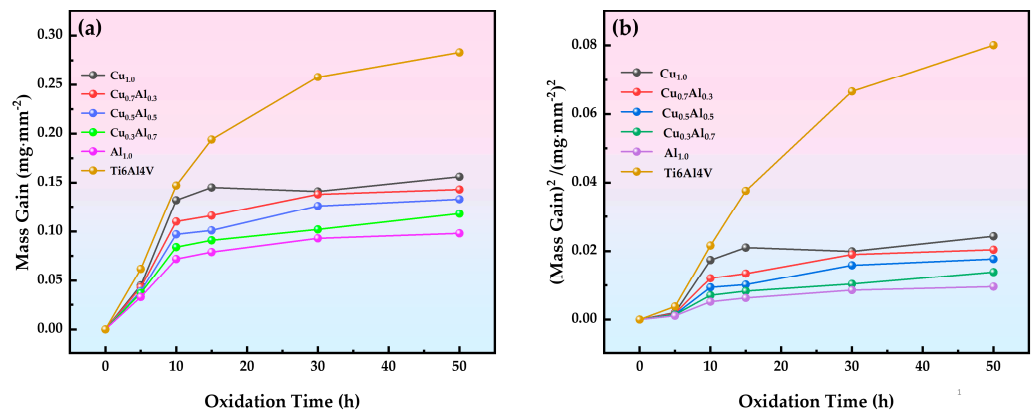 (a)
Mass Gain (mg·mm⁻²)
0.30
0.25
0.20
0.15
0.10
0.05
0.00
Cu₁.₀
Cu₀.₇Al₀.₃
Cu₀.₅Al₀.₅
Cu₀.₃Al₀.₇
Al₁.₀
Ti6Al4V
0 10 20 30 40 50
Oxidation Time (h)
(b)
(Mass Gain)² /(mg·mm⁻²)²
0.08
0.06
0.04
0.02
0.00
Cu₁.₀
Cu₀.₇Al₀.₃
Cu₀.₅Al₀.₅
Cu₀.₃Al₀.₇
Al₁.₀
Ti6Al4V
0 10 20 30 40 50
Oxidation Time (h)
1